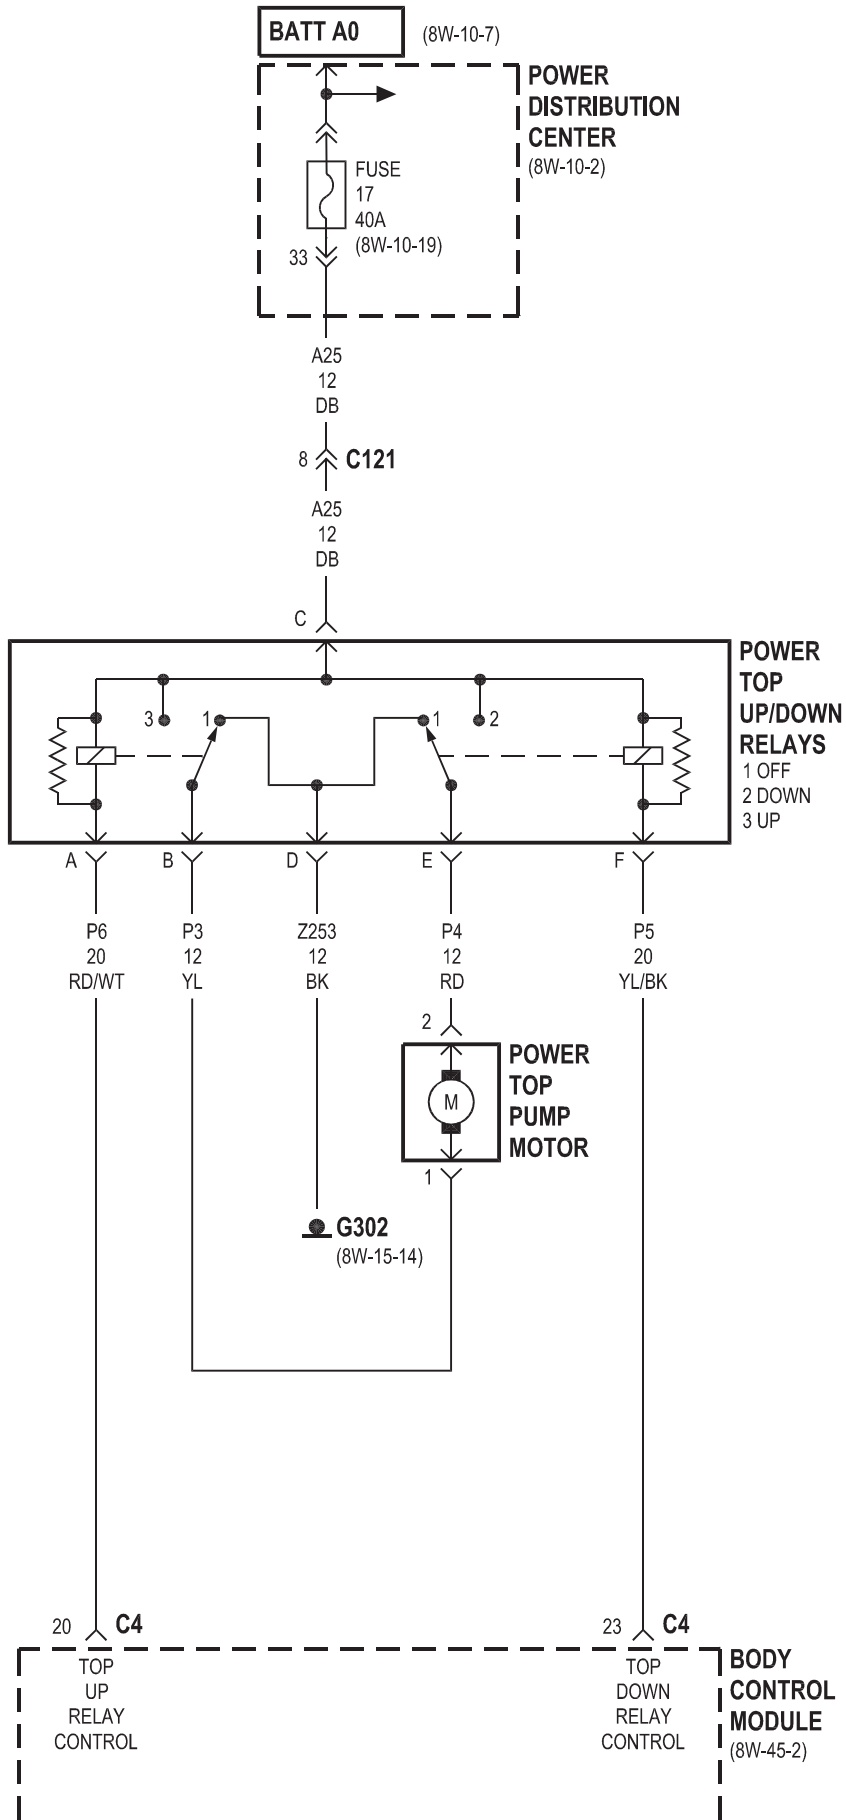 BATT A0
(8W-10-7)
POWER
DISTRIBUTION
CENTER
(8W-10-2)
FUSE
17
40A
(8W-10-19)
33
A25
12
DB
8 C121
A25
12
DB
C
POWER
TOP
UP/DOWN
RELAYS
1 OFF
2 DOWN
3 UP
3 1 1 2
A B D E F
P6
20
RD/WT
P3
12
YL
Z253
12
BK
P4
12
RD
P5
20
YL/BK
2
POWER
TOP
PUMP
MOTOR
M
1
G302
(8W-15-14)
20 C4
23 C4
TOP
UP
RELAY
CONTROL
TOP
DOWN
RELAY
CONTROL
BODY
CONTROL
MODULE
(8W-45-2)